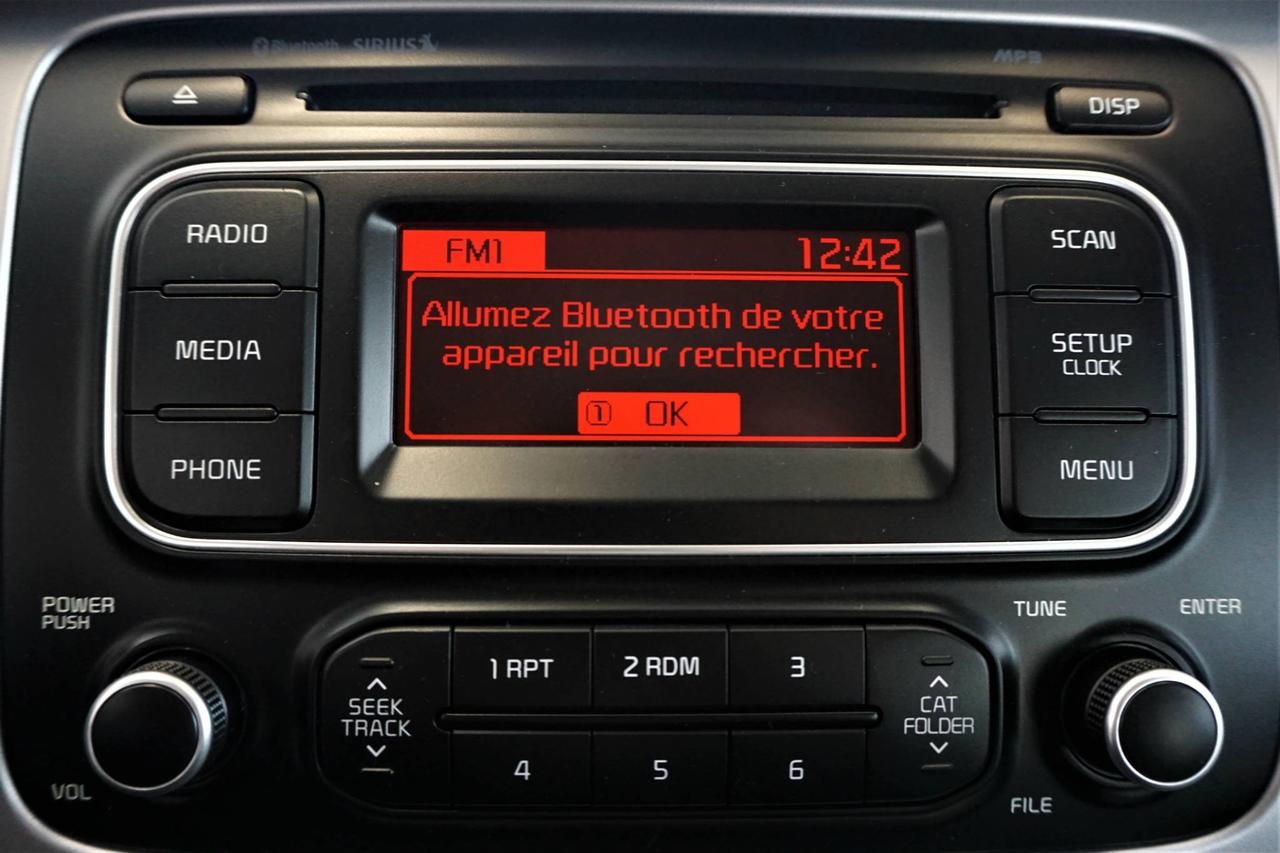 Bluetooth SIRIUS
MP3
DISP
RADIO
MEDIA
PHONE
FM1 12:42
Allumez Bluetooth de votre
appareil pour rechercher.
1 OK
SCAN
SETUP
CLOCK
MENU
POWER
PUSH
VOL
SEEK
TRACK
1 RPT
2 RDM
3
4
5
6
CAT
FOLDER
TUNE
ENTER
FILE